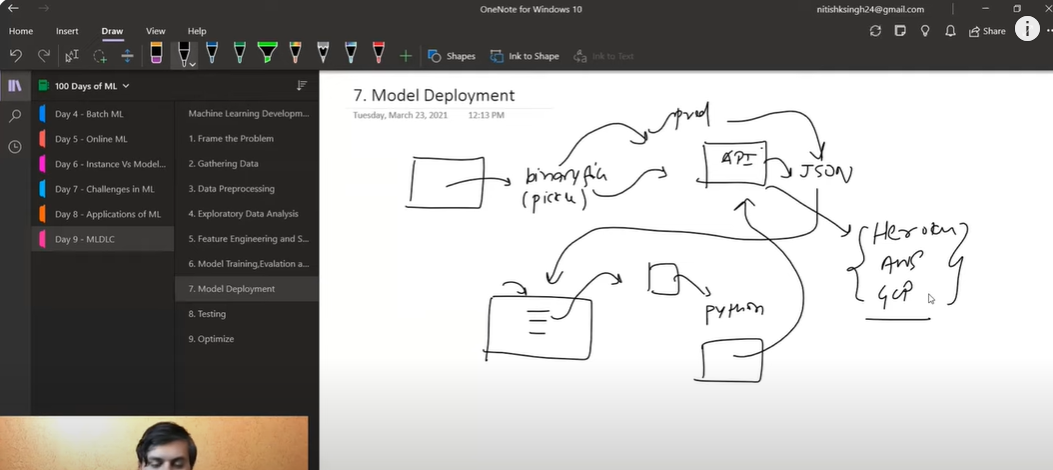 OneNote for Windows 10
nitishksingh24@gmail.com
Home Insert Draw View Help
Shapes Ink to Shape Ink to Text Share
100 Days of ML
Day 4 - Batch ML
Day 5 - Online ML
Day 6 - Instance Vs Model...
Day 7 - Challenges in ML
Day 8 - Applications of ML
Day 9 - MLDLC
Machine Learning Developm...
1. Frame the Problem
2. Gathering Data
3. Data Preprocessing
4. Exploratory Data Analysis
5. Feature Engineering and S...
6. Model Training,Evalation a...
7. Model Deployment
8. Testing
9. Optimize
7. Model Deployment
Tuesday, March 23, 2021 12:13 PM
pred
API
JSON
binary file
(pickle)
Heroku
AWS
GCP
python